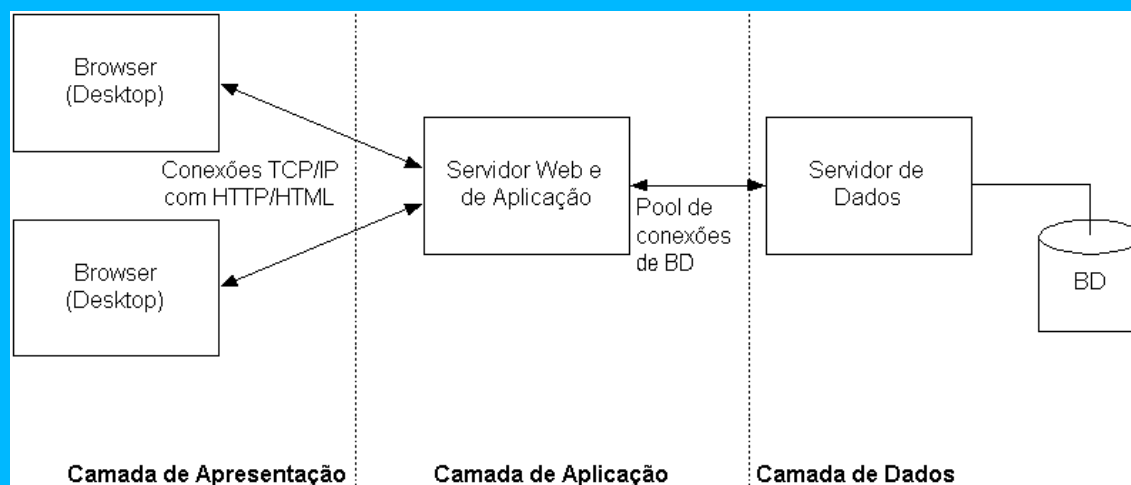 Browser
(Desktop)
Conexões TCP/IP
com HTTP/HTML
Browser
(Desktop)
Servidor Web e
de Aplicação
Pool de
conexões
de BD
Servidor de
Dados
BD
Camada de Apresentação
Camada de Aplicação
Camada de Dados